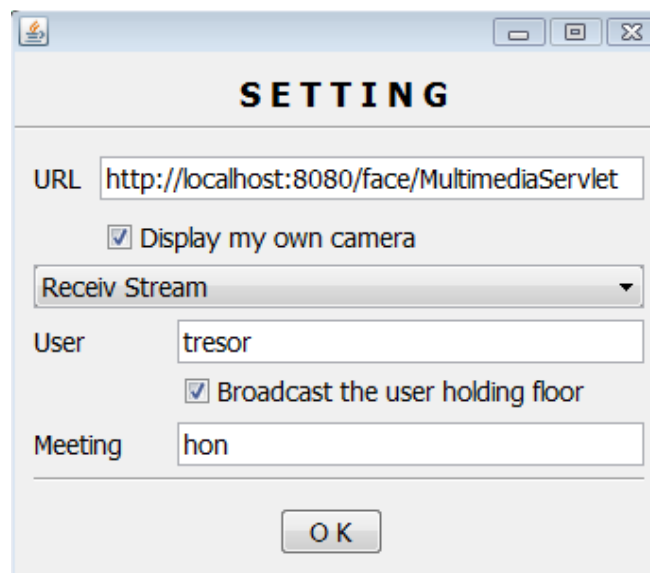 SETTING
URL http://localhost:8080/face/MultimediaServlet
Display my own camera
Receiv Stream
User tresor
Broadcast the user holding floor
Meeting hon
OK